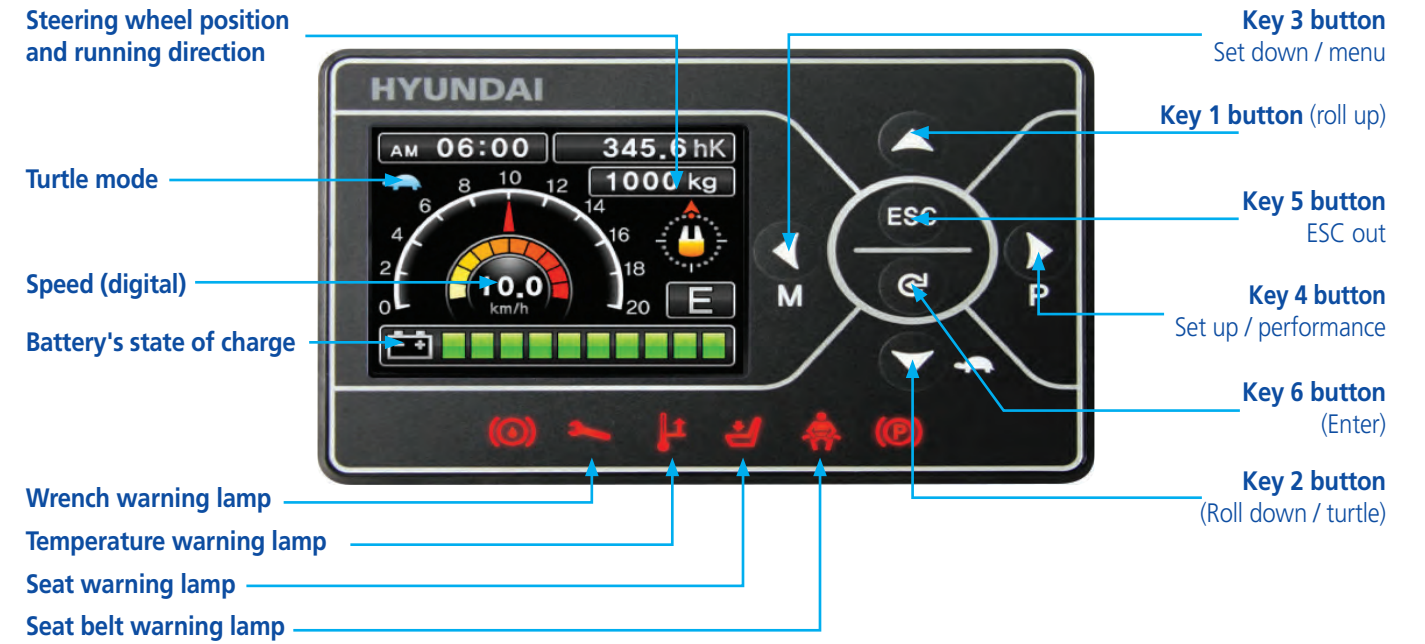 Steering wheel position
and running direction
Turtle mode
Speed (digital)
Battery's state of charge
Wrench warning lamp
Temperature warning lamp
Seat warning lamp
Seat belt warning lamp
HYUNDAI
AM 06:00 345.6 hK
1000 kg
0 2 4 6 8 10 12 14 16 18 20
10.0
km/h
E
ESC
M
P
(P)
Key 3 button
Set down / menu
Key 1 button (roll up)
Key 5 button
ESC out
Key 4 button
Set up / performance
Key 6 button
(Enter)
Key 2 button
(Roll down / turtle)